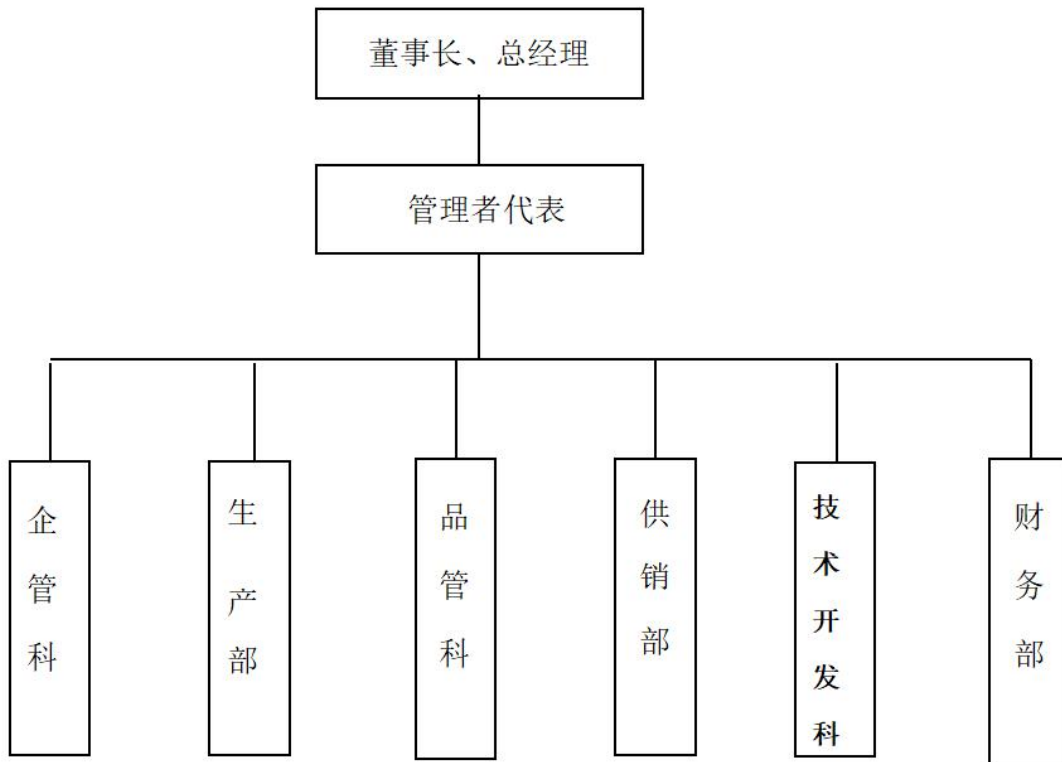 董事长、总经理
管理者代表
企管科
生产部
品管科
供销部
技术开发科
财务部